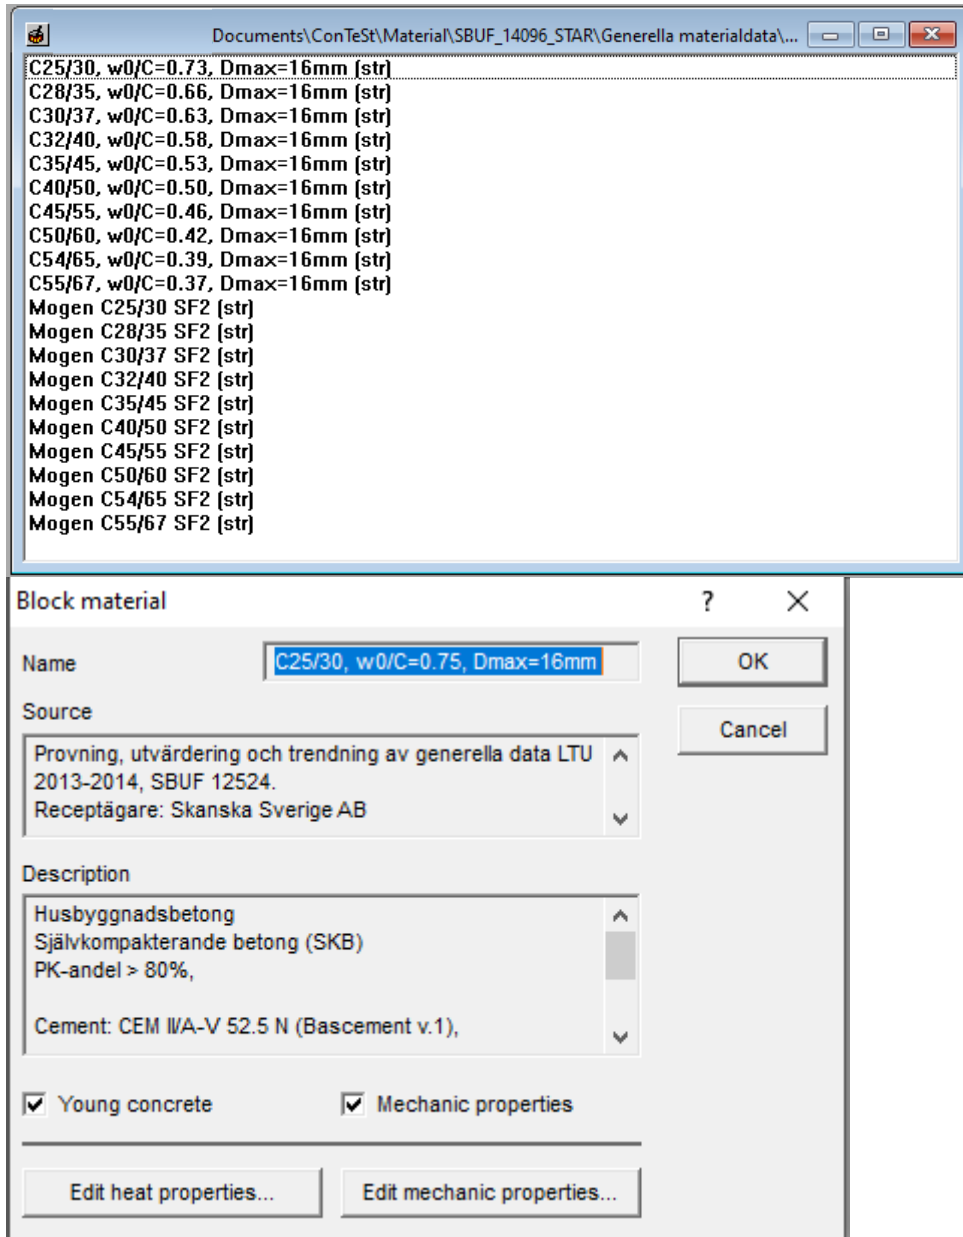 Documents\ConTeSt\Material\SBUF_14096_STAR\Generella materialdata\...
C25/30, w0/C=0.73, Dmax=16mm (str)
C28/35, w0/C=0.66, Dmax=16mm (str)
C30/37, w0/C=0.63, Dmax=16mm (str)
C32/40, w0/C=0.58, Dmax=16mm (str)
C35/45, w0/C=0.53, Dmax=16mm (str)
C40/50, w0/C=0.50, Dmax=16mm (str)
C45/55, w0/C=0.46, Dmax=16mm (str)
C50/60, w0/C=0.42, Dmax=16mm (str)
C54/65, w0/C=0.39, Dmax=16mm (str)
C55/67, w0/C=0.37, Dmax=16mm (str)
Mogen C25/30 SF2 (str)
Mogen C28/35 SF2 (str)
Mogen C30/37 SF2 (str)
Mogen C32/40 SF2 (str)
Mogen C35/45 SF2 (str)
Mogen C40/50 SF2 (str)
Mogen C45/55 SF2 (str)
Mogen C50/60 SF2 (str)
Mogen C54/65 SF2 (str)
Mogen C55/67 SF2 (str)
Block material
Name C25/30, w0/C=0.75, Dmax=16mm OK
Source
Cancel
Provning, utvärdering och trendning av generella data LTU
2013-2014, SBUF 12524.
Receptägare: Skanska Sverige AB
Description
Husbyggnadsbetong
Självkompakterande betong (SKB)
PK-andel > 80%,
Cement: CEM II/A-V 52.5 N (Bascement v.1),
Young concrete Mechanic properties
Edit heat properties... Edit mechanic properties...